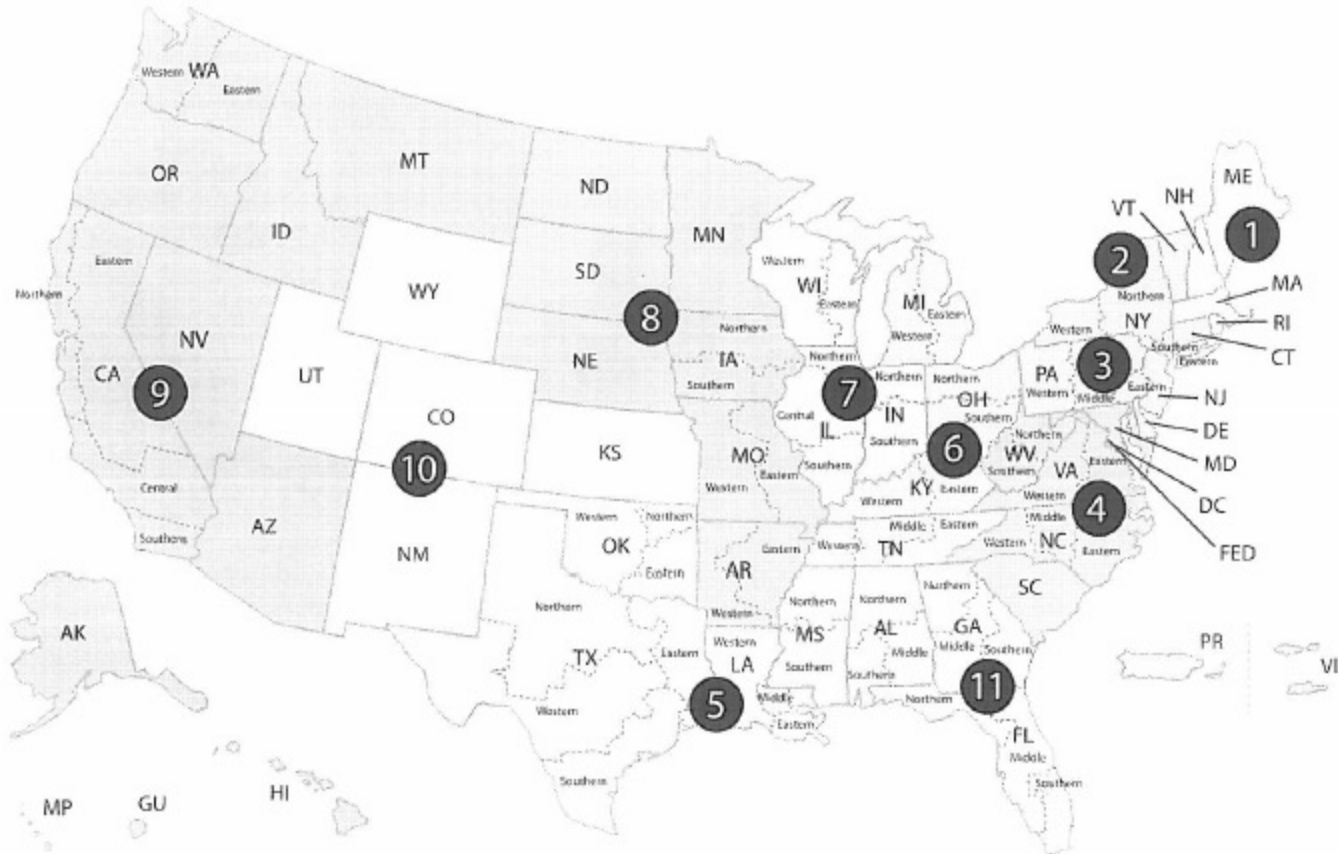 WA
Western
Eastern
OR
MT
ID
ND
MN
SD
WY
NE
Eastern
Northern
NV
CA
9
UT
CO
10
KS
Central
Southern
AZ
NM
8
Northern
IA
Southern
MO
Western
Eastern
Western
WI
Eastern
MI
Western
Eastern
Northern
7
Central
IL
Southern
Northern
IN
Southern
Northern
OH
Southern
6
KY
Western
Eastern
Northern
WV
Southern
ME
1
NH
VT
2
Northern
NY
Western
Southern
Eastern
MA
RI
CT
3
PA
Western
Middle
Eastern
NJ
DE
MD
DC
FED
VA
Eastern
Western
4
Middle
Western
NC
Eastern
Middle
Eastern
Western
TN
SC
Western
Northern
OK
Eastern
Eastern
AR
Western
Northern
TX
Eastern
Western
Southern
Western
LA
Middle
Eastern
5
Northern
MS
Southern
Northern
AL
Middle
Southern
Northern
GA
Middle
Southern
11
Northern
FL
Middle
Southern
PR
VI
AK
HI
GU
MP